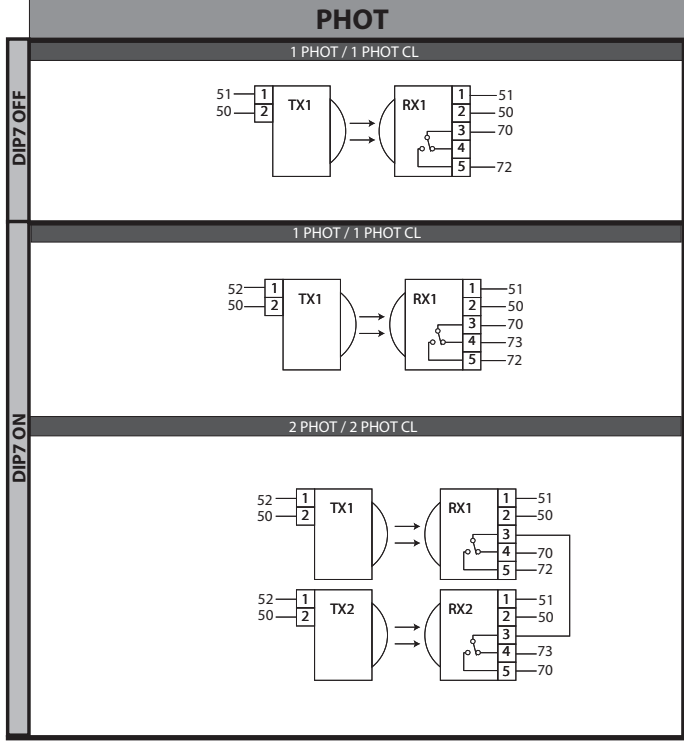 PHOT
DIP7 OFF
1 PHOT / 1 PHOT CL
51 1 TX1 RX1 1 51
50 2 2 50
3 70
4
5 72
DIP7 ON
1 PHOT / 1 PHOT CL
52 1 TX1 RX1 1 51
50 2 2 50
3 70
4 73
5 72
2 PHOT / 2 PHOT CL
52 1 TX1 RX1 1 51
50 2 2 50
3
4 70
5 72
52 1 TX2 RX2 1 51
50 2 2 50
3
4 73
5 70